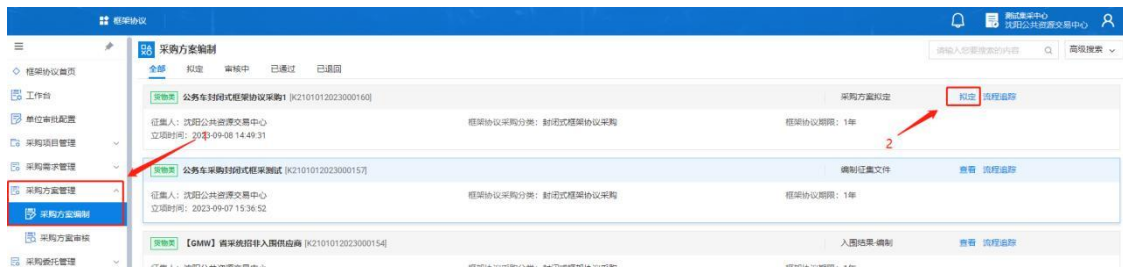 框架协议
测试集采中心
沈阳公共资源交易中心
采购方案编制
请输入您要搜索的内容
高级搜索
框架协议首页
工作台
单位审批配置
采购项目管理
采购需求管理
采购方案管理
采购方案编制
采购方案审核
采购委托管理
全部 拟定 审核中 已通过 已退回
货物类 公务车封闭式框架协议采购1 [K2101012023000160] 采购方案拟定 拟定 流程追踪
征集人：沈阳公共资源交易中心 框架协议采购分类：封闭式框架协议采购 框架协议期限：1年
立项时间：2023-09-08 14:49:31
1
2
货物类 公务车采购封闭式框采测试 [K2101012023000157] 编制征集文件 查看 流程追踪
征集人：沈阳公共资源交易中心 框架协议采购分类：封闭式框架协议采购 框架协议期限：1年
立项时间：2023-09-07 15:36:52
货物类 【GMW】需采统招非入围供应商 [K2101012023000154] 入围结果-编制 查看 流程追踪